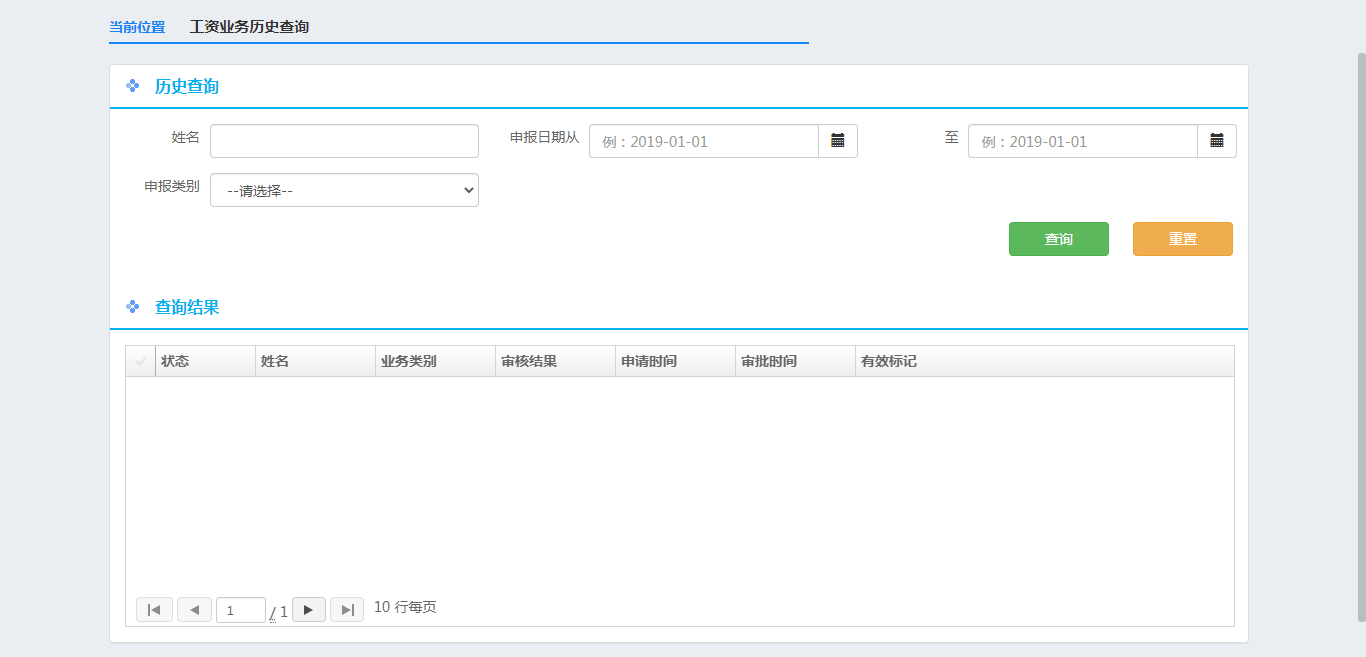 当前位置 工资业务历史查询
历史查询
姓名 申报日期从 例：2019-01-01 至 例：2019-01-01
申报类别 --请选择--
查询 重置
查询结果
状态 姓名 业务类别 审核结果 申请时间 审批时间 有效标记
1 / 1 10 行每页